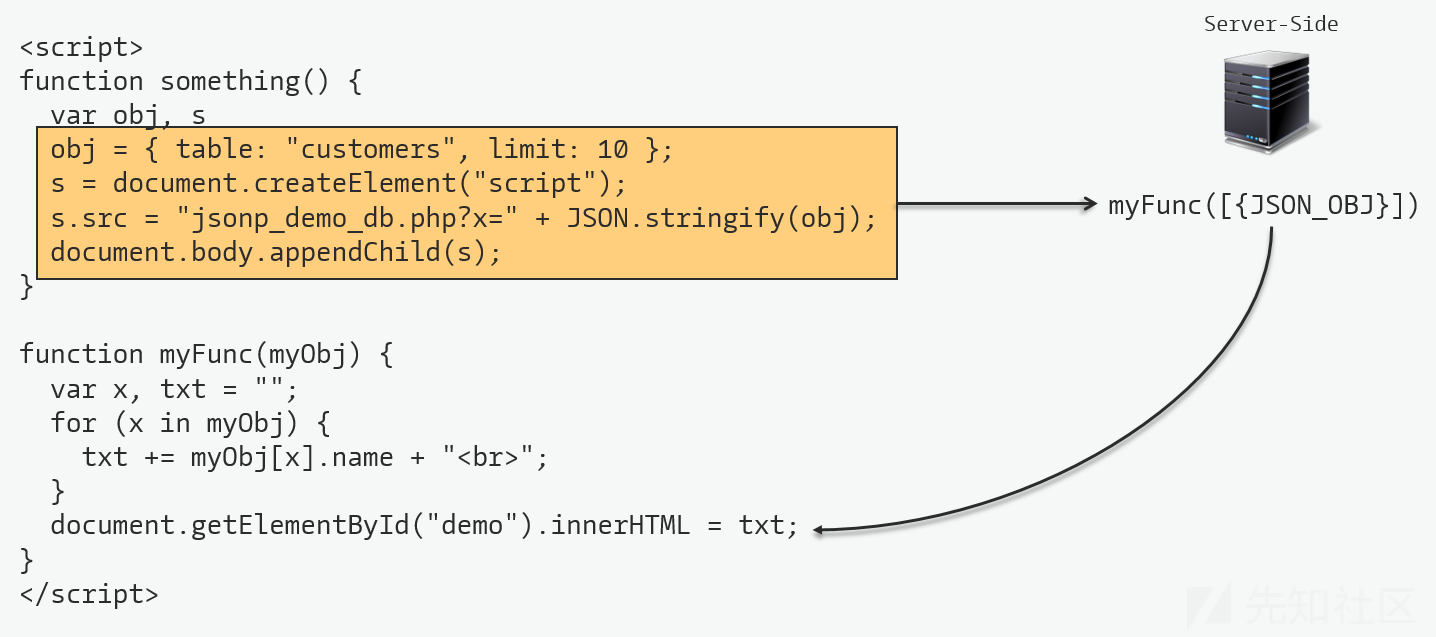 <script>
function something() {
  var obj, s
  obj = { table: "customers", limit: 10 };
  s = document.createElement("script");
  s.src = "jsonp_demo_db.php?x=" + JSON.stringify(obj);
  document.body.appendChild(s);
}

function myFunc(myObj) {
  var x, txt = "";
  for (x in myObj) {
    txt += myObj[x].name + "<br>";
  }
  document.getElementById("demo").innerHTML = txt;
}
</script>
Server-Side
myFunc([{JSON_OBJ}])
先知社区